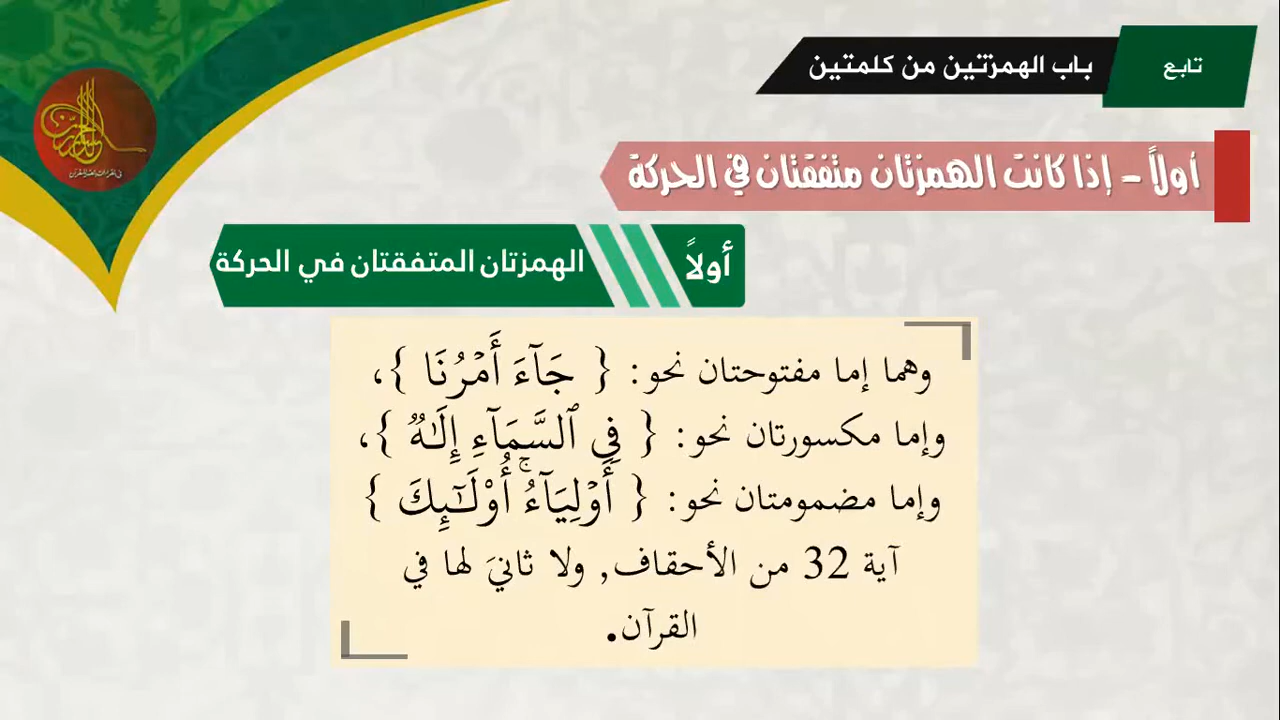 تابع
باب الهمزتين من كلمتين
أولاً - إذا كانت الهمزتان متفقتان في الحركة
أولاً
الهمزتان المتفقتان في الحركة
وهما إما مفتوحتان نحو: { جَآءَ أَمْرُنَا }،
وإما مكسورتان نحو: { فِي ٱلسَّمَآءِ إِلَٰهٌ }،
وإما مضمومتان نحو: { أَوْلِيَآءُۚ أُوْلَٰٓئِكَ }
آية 32 من الأحقاف, ولا ثانيَ لها في
القرآن.